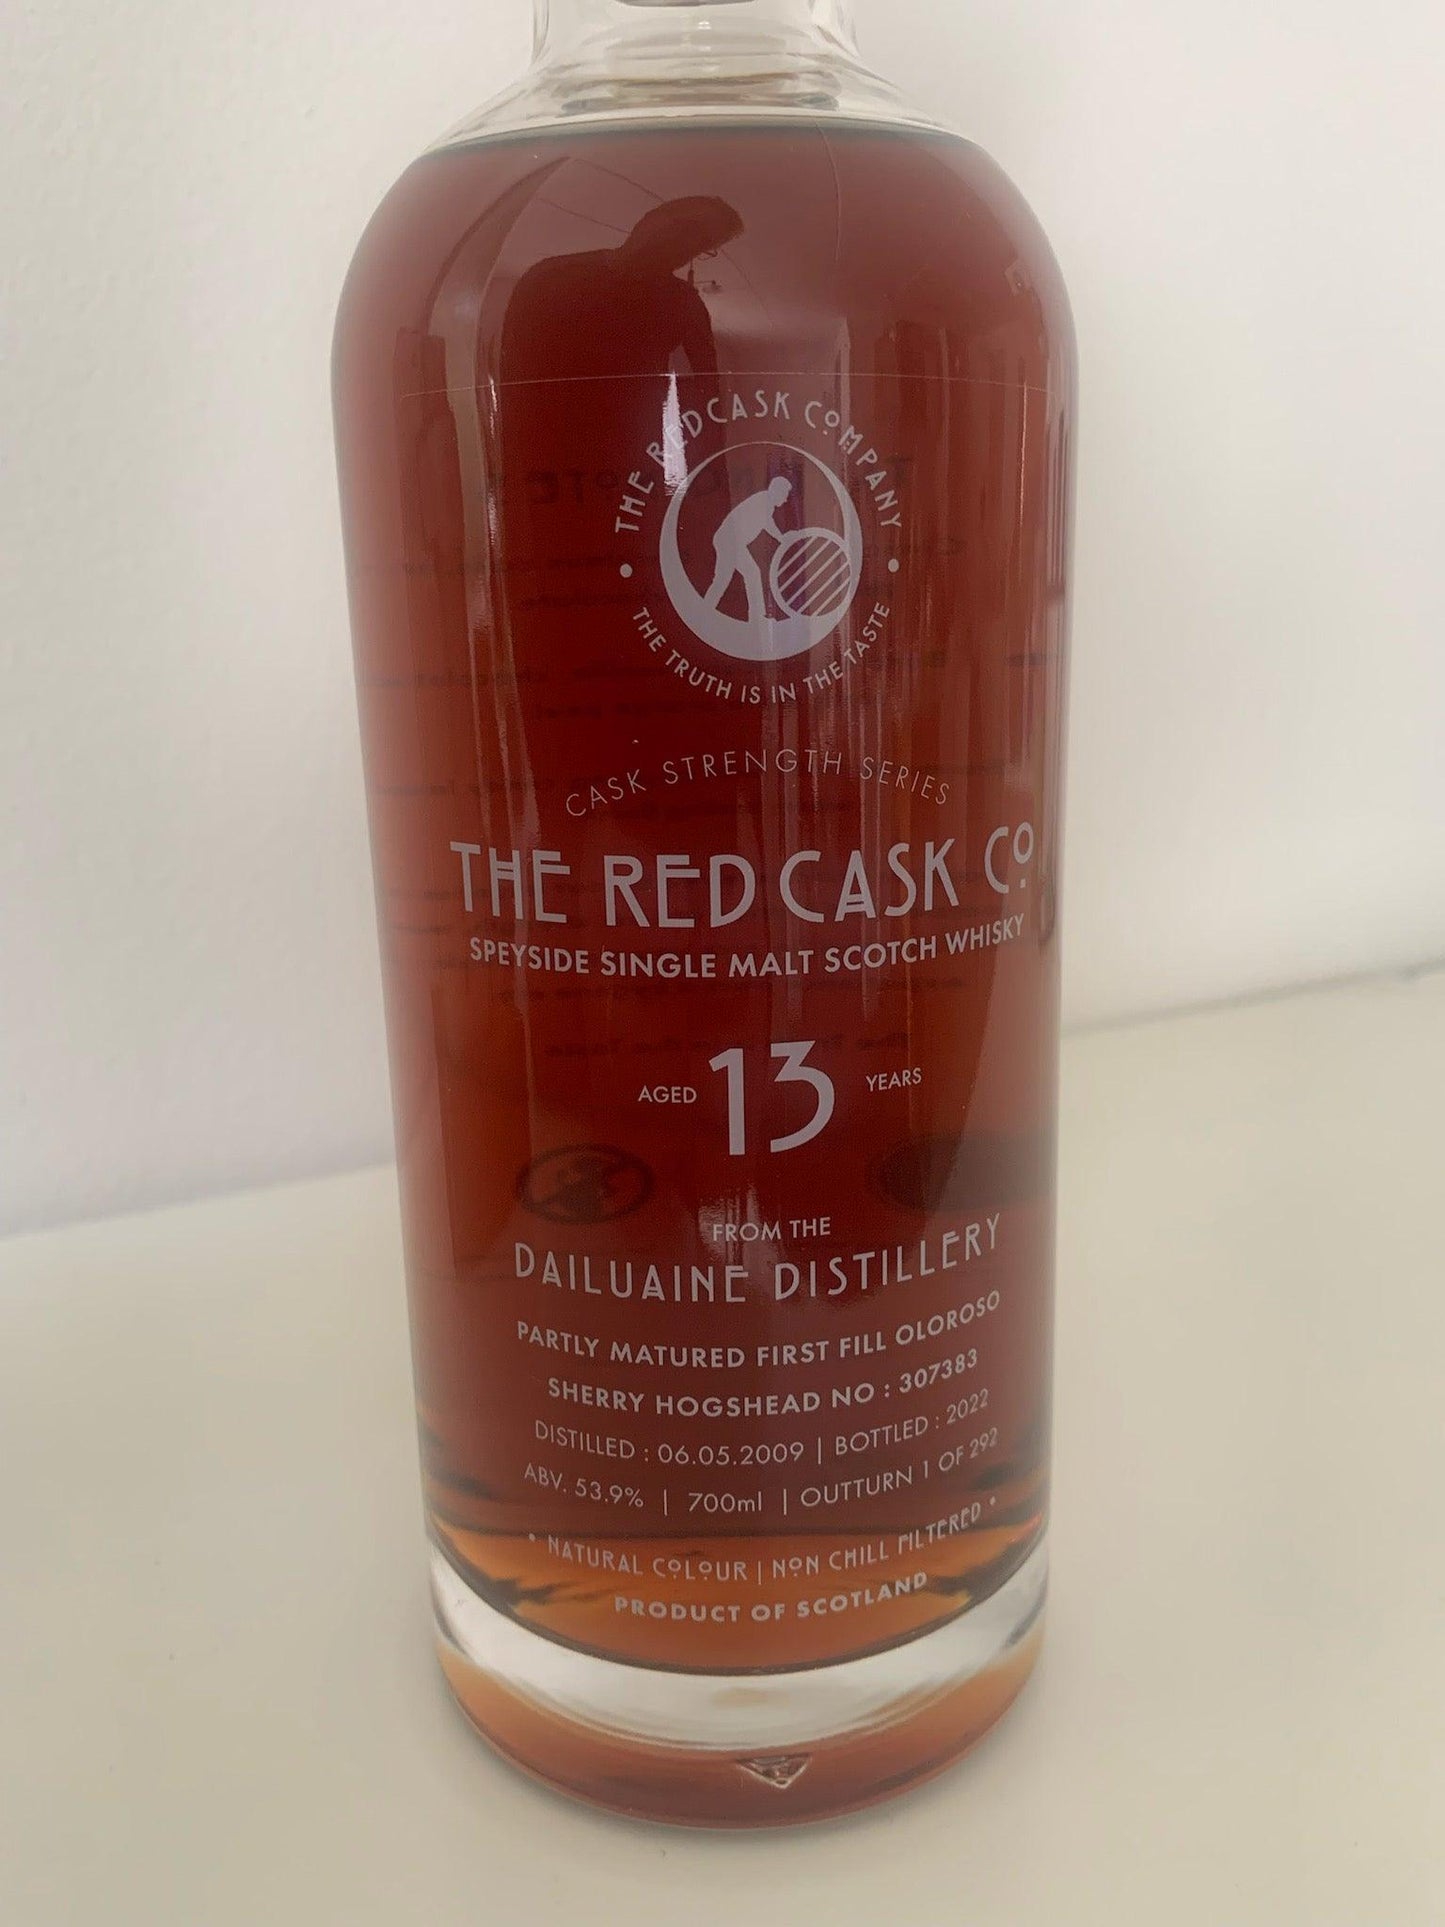 THE RED CASK COMPANY
• THE TRUTH IS IN THE TASTE •
CASK STRENGTH SERIES
THE RED CASK Co
SPEYSIDE SINGLE MALT SCOTCH WHISKY
AGED 13 YEARS
FROM THE
DAILUAINE DISTILLERY
PARTLY MATURED FIRST FILL OLOROSO
SHERRY HOGSHEAD NO : 307383
DISTILLED : 06.05.2009 | BOTTLED : 2022
ABV. 53.9% | 700ml | OUTTURN 1 OF 292
• NATURAL COLOUR | NON CHILL FILTERED •
PRODUCT OF SCOTLAND